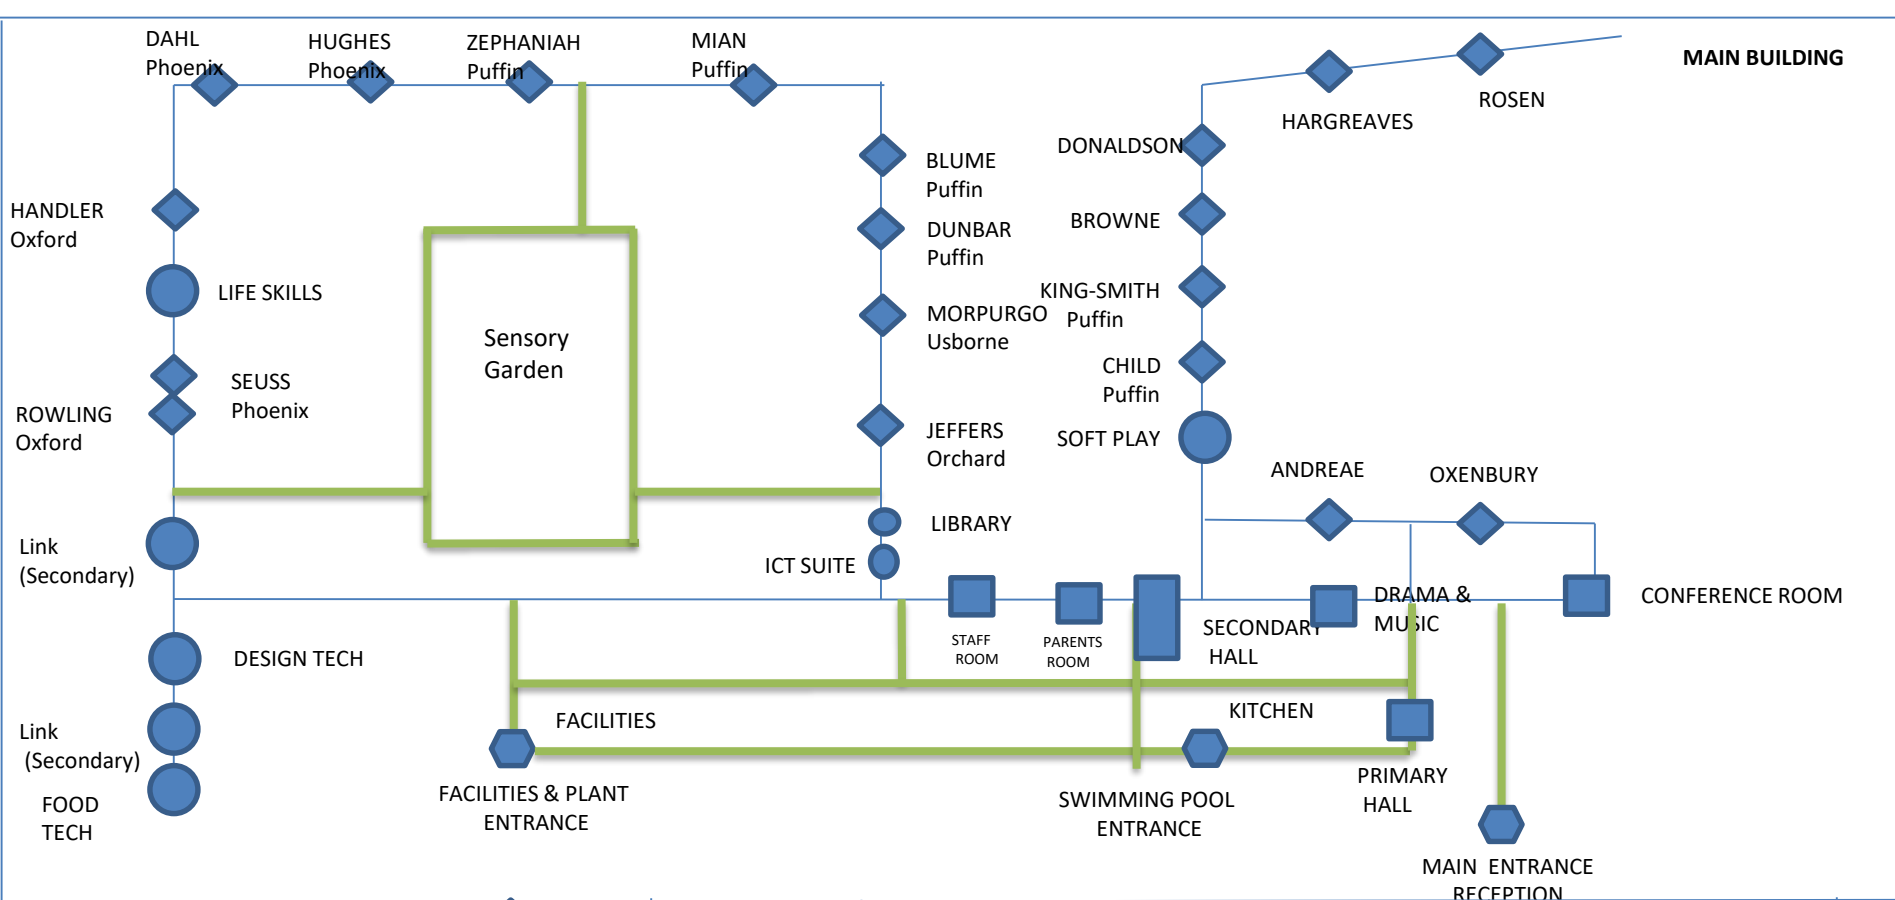 DAHL
Phoenix
HUGHES
Phoenix
ZEPHANIAH
Puffin
MIAN
Puffin
MAIN BUILDING
ROSEN
HARGREAVES
DONALDSON
BLUME
Puffin
HANDLER
Oxford
BROWNE
DUNBAR
Puffin
LIFE SKILLS
KING-SMITH
Puffin
MORPURGO
Usborne
Sensory
Garden
CHILD
Puffin
SEUSS
Phoenix
ROWLING
Oxford
JEFFERS
Orchard
SOFT PLAY
ANDREAE
OXENBURY
LIBRARY
Link
(Secondary)
ICT SUITE
DRAMA &
MUSIC
CONFERENCE ROOM
STAFF
ROOM
PARENTS
ROOM
SECONDARY
HALL
DESIGN TECH
FACILITIES
KITCHEN
Link
(Secondary)
PRIMARY
HALL
FOOD
TECH
FACILITIES & PLANT
ENTRANCE
SWIMMING POOL
ENTRANCE
MAIN ENTRANCE
RECEPTION